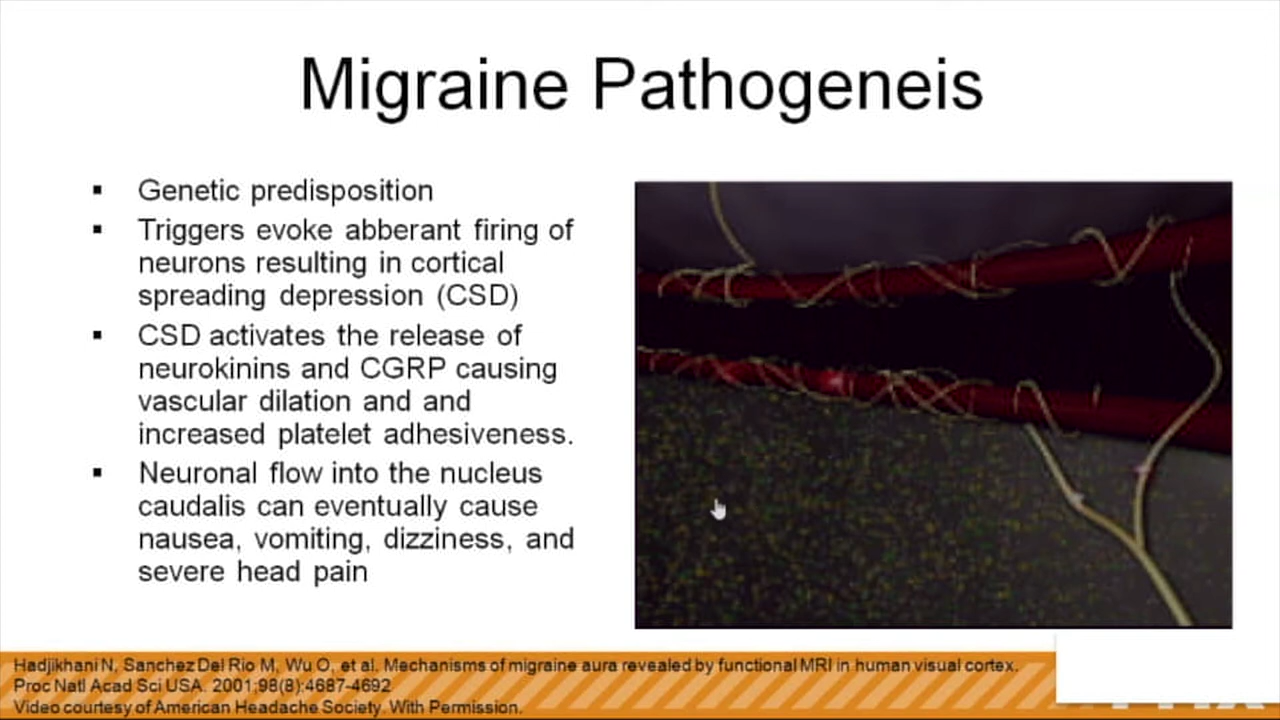 Migraine Pathogeneis
▪ Genetic predisposition
▪ Triggers evoke abberant firing of
neurons resulting in cortical
spreading depression (CSD)
▪ CSD activates the release of
neurokinins and CGRP causing
vascular dilation and and
increased platelet adhesiveness.
▪ Neuronal flow into the nucleus
caudalis can eventually cause
nausea, vomiting, dizziness, and
severe head pain
Hadjikhani N, Sanchez Del Rio M, Wu O, et al. Mechanisms of migraine aura revealed by functional MRI in human visual cortex.
Proc Natl Acad Sci USA. 2001;98(8):4687-4692
Video courtesy of American Headache Society. With Permission.